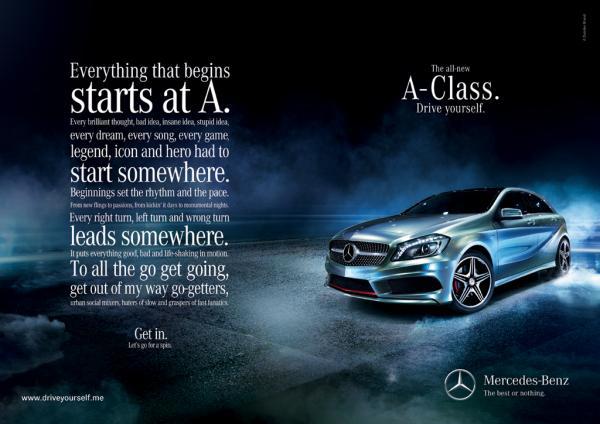 Everything that begins
starts at A.
Every brilliant thought, bad idea, insane idea, stupid idea,
every dream, every song, every game,
legend, icon and hero had to
start somewhere.
Beginnings set the rhythm and the pace.
From new flings to passions, from kickin' it days to monumental nights.
Every right turn, left turn and wrong turn
leads somewhere.
It puts everything good, bad and life-shaking in motion.
To all the go get going,
get out of my way go-getters,
urban social mixers, haters of slow and graspers of fast lunatics.
Get in.
Let's go for a spin.
www.driveyourself.me
The all-new
A-Class.
Drive yourself.
Mercedes-Benz
The best or nothing.